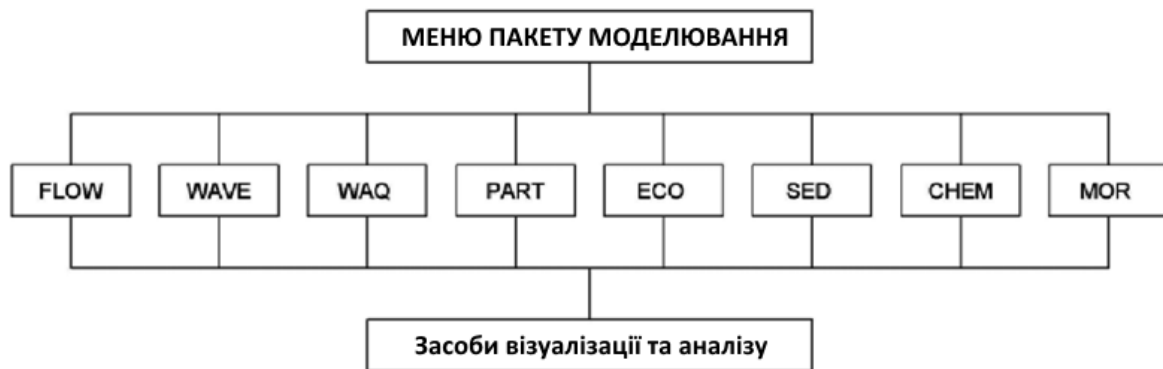 МЕНЮ ПАКЕТУ МОДЕЛЮВАННЯ
FLOW WAVE WAQ PART ECO SED CHEM MOR
Засоби візуалізації та аналізу